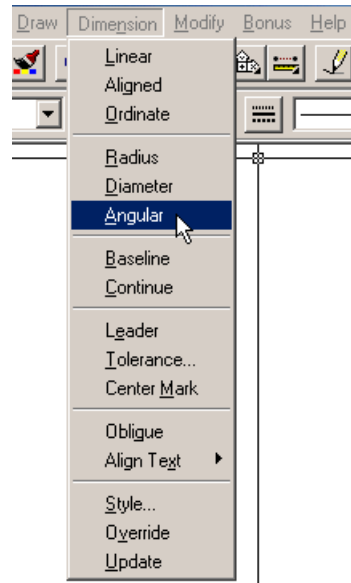 Draw Dimension Modify Bonus Help
Linear
Aligned
Ordinate
Radius
Diameter
Angular
Baseline
Continue
Leader
Tolerance...
Center Mark
Obligue
Align Text
Style...
Override
Update